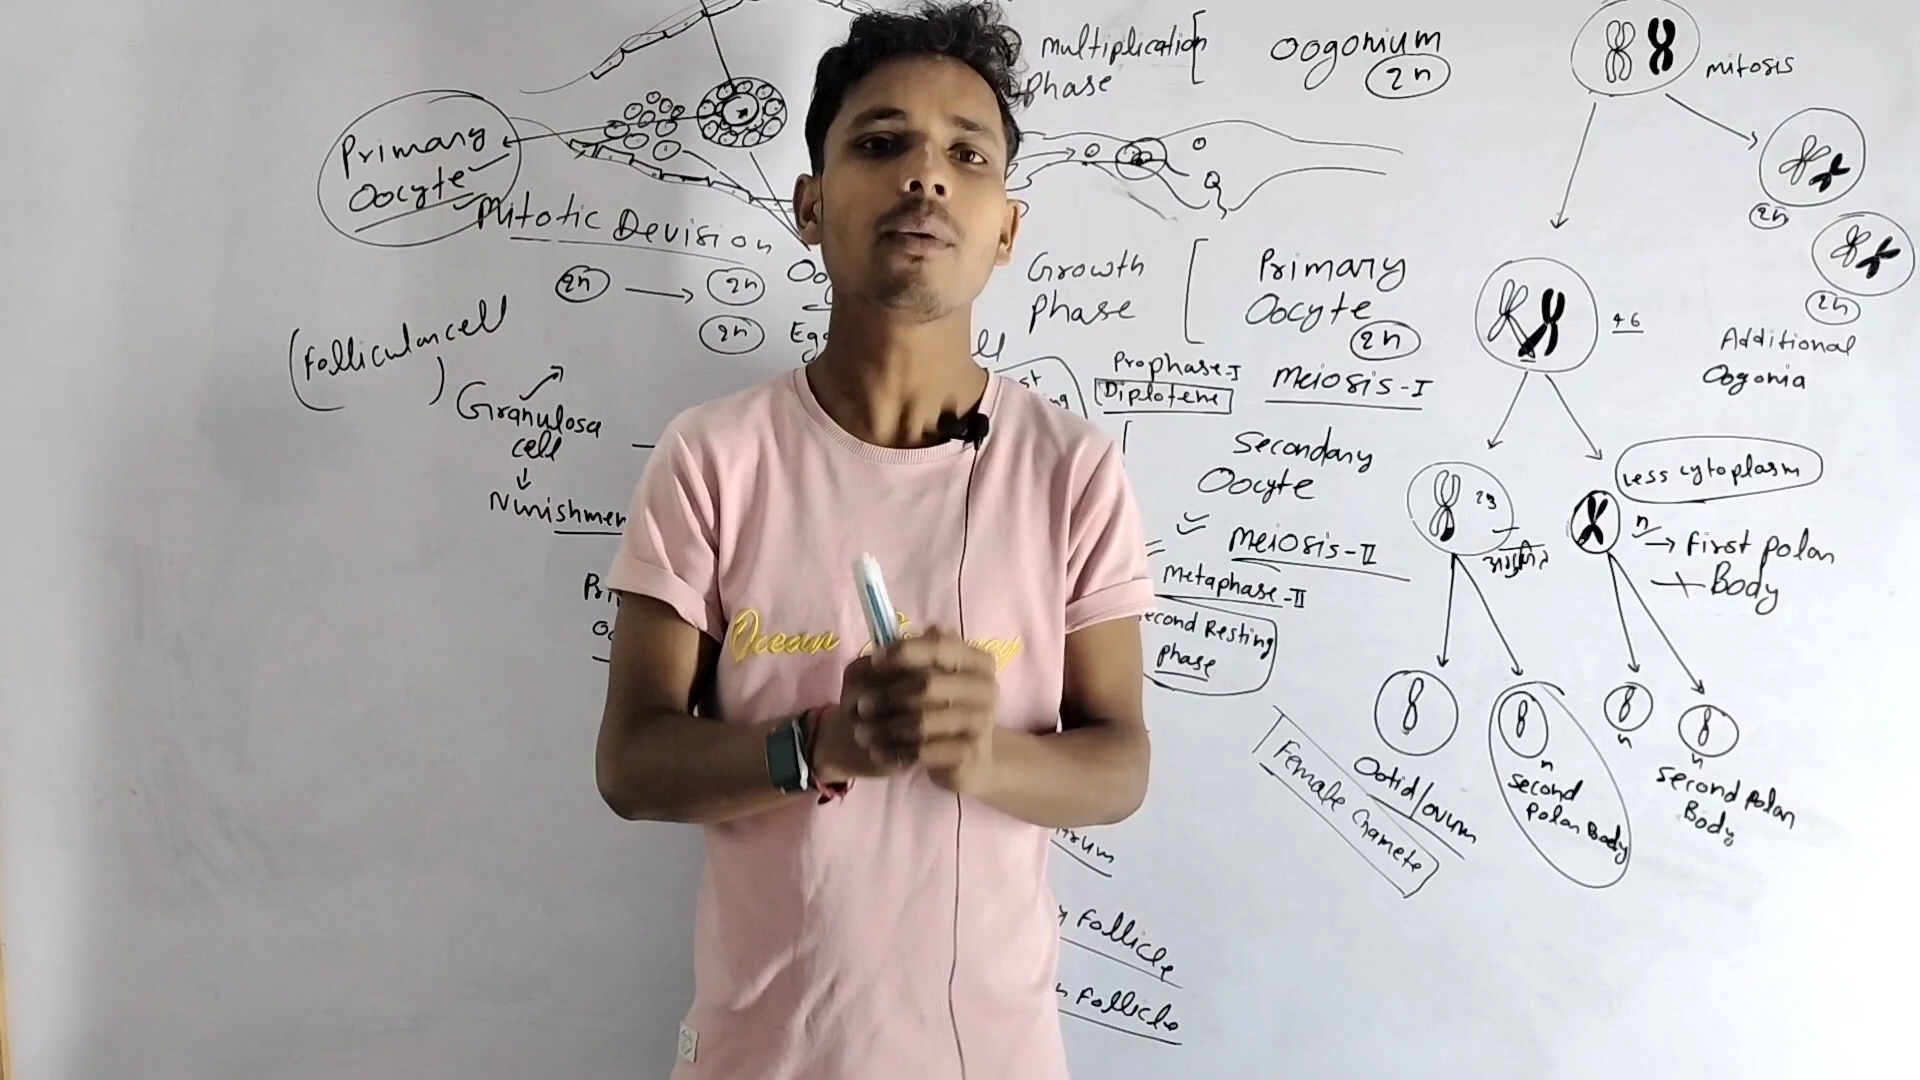 Primary
Oocyte
Mitotic Devision
2n
2n
2n
(Follicular cell)
Granulosa
cell
multiplication
phase
Oogonium
2n
mitosis
2n
2n
Additional
Oogonia
Growth
phase
Primary
Oocyte
2n
46
Prophase-I
Diplotene
Meiosis-I
Secondary
Oocyte
Meiosis-II
Metaphase-II
Resting
phase
23
Less cytoplasm
n
First polar
Body
Ootid/ovum
Female Gamete
n
second
polar Body
n
n
second polar
Body
Follicle
Follicle
Ocean